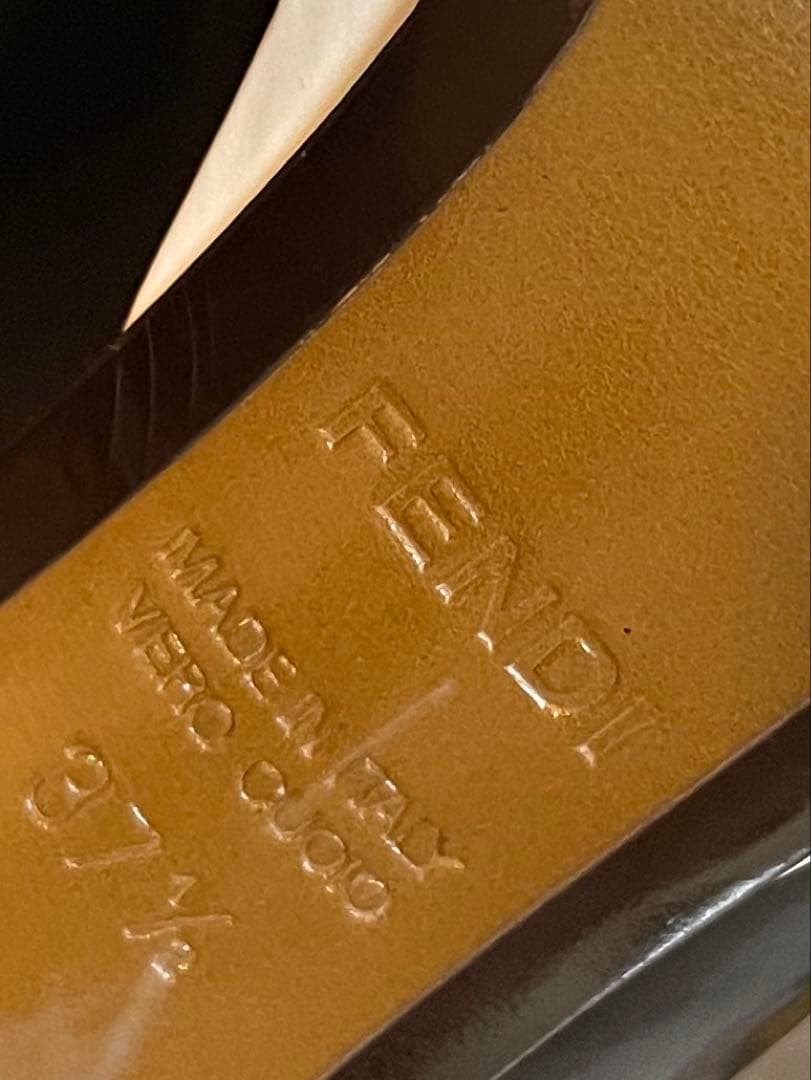 FENDI
MADE IN ITALY
VERO CUOIO
37 1/2